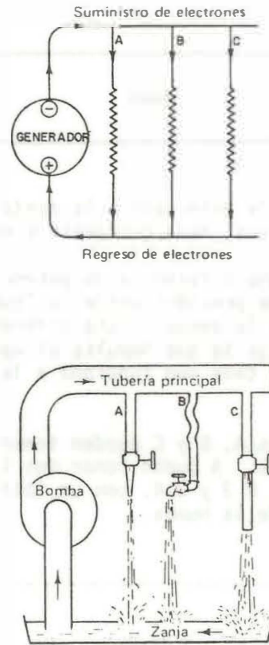 Suministro de electrones
A
B
C
−
GENERADOR
+
Regreso de electrones
Tubería principal
A
B
C
Bomba
Zanja